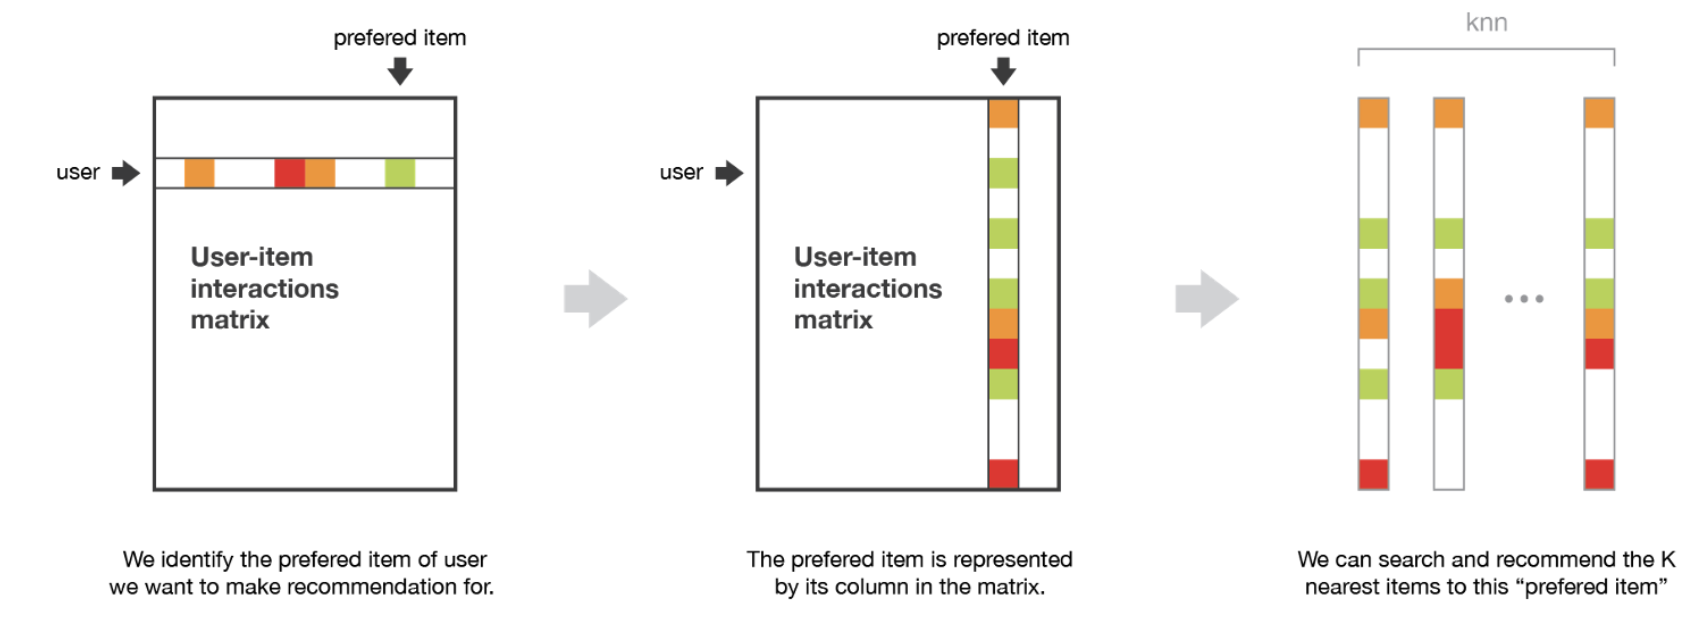 prefered item
user
User-item
interactions
matrix
We identify the prefered item of user
we want to make recommendation for.
prefered item
user
User-item
interactions
matrix
The prefered item is represented
by its column in the matrix.
knn
We can search and recommend the K
nearest items to this “prefered item”